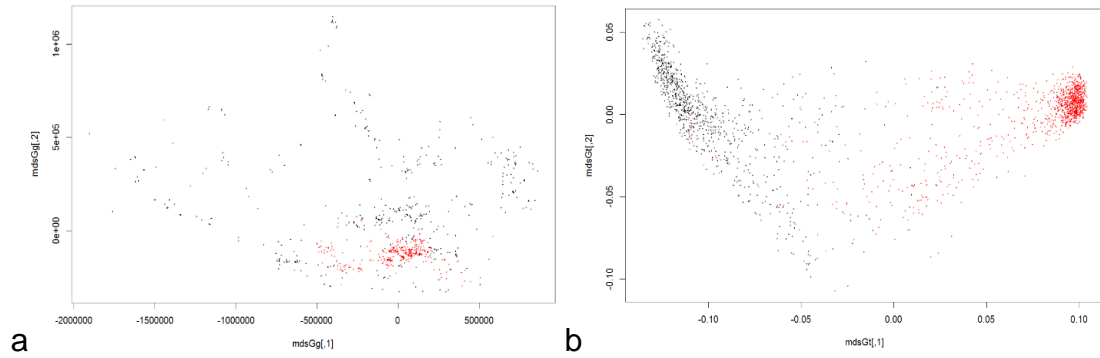 mdsGg[,2]
1e+06
5e+05
0e+00
-2000000 -1500000 -1000000 -500000 0 500000
mdsGg[,1]
a
mdsGt[,2]
0.05
0.00
-0.05
-0.10
-0.10 -0.05 0.00 0.05 0.10
mdsGt[,1]
b